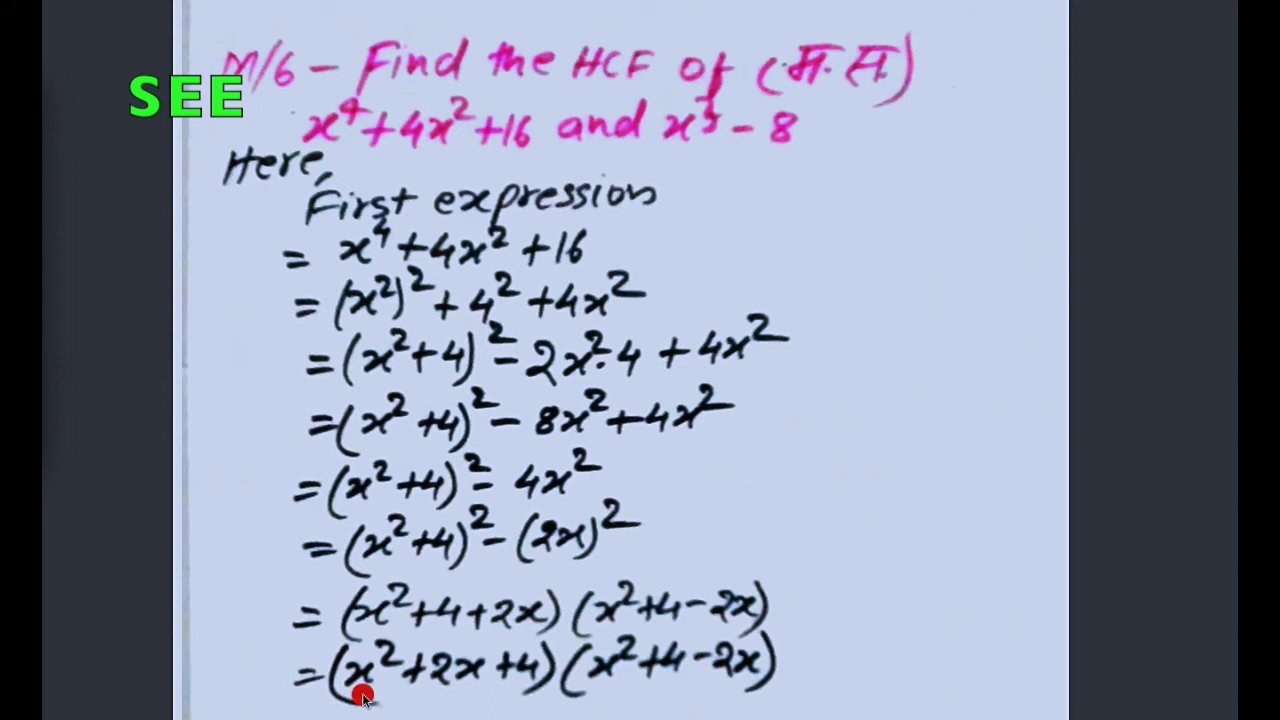 M/6 - Find the HCF of (म.स.)
SEE
x⁴+4x²+16 and x³ - 8
Here,
First expression
= x⁴+4x²+16
= (x²)² + 4² + 4x²
= (x²+4)² - 2x²·4 + 4x²
= (x²+4)² - 8x² + 4x²
= (x²+4)² - 4x²
= (x²+4)² - (2x)²
= (x²+4+2x) (x²+4-2x)
= (x²+2x+4) (x²+4-2x)